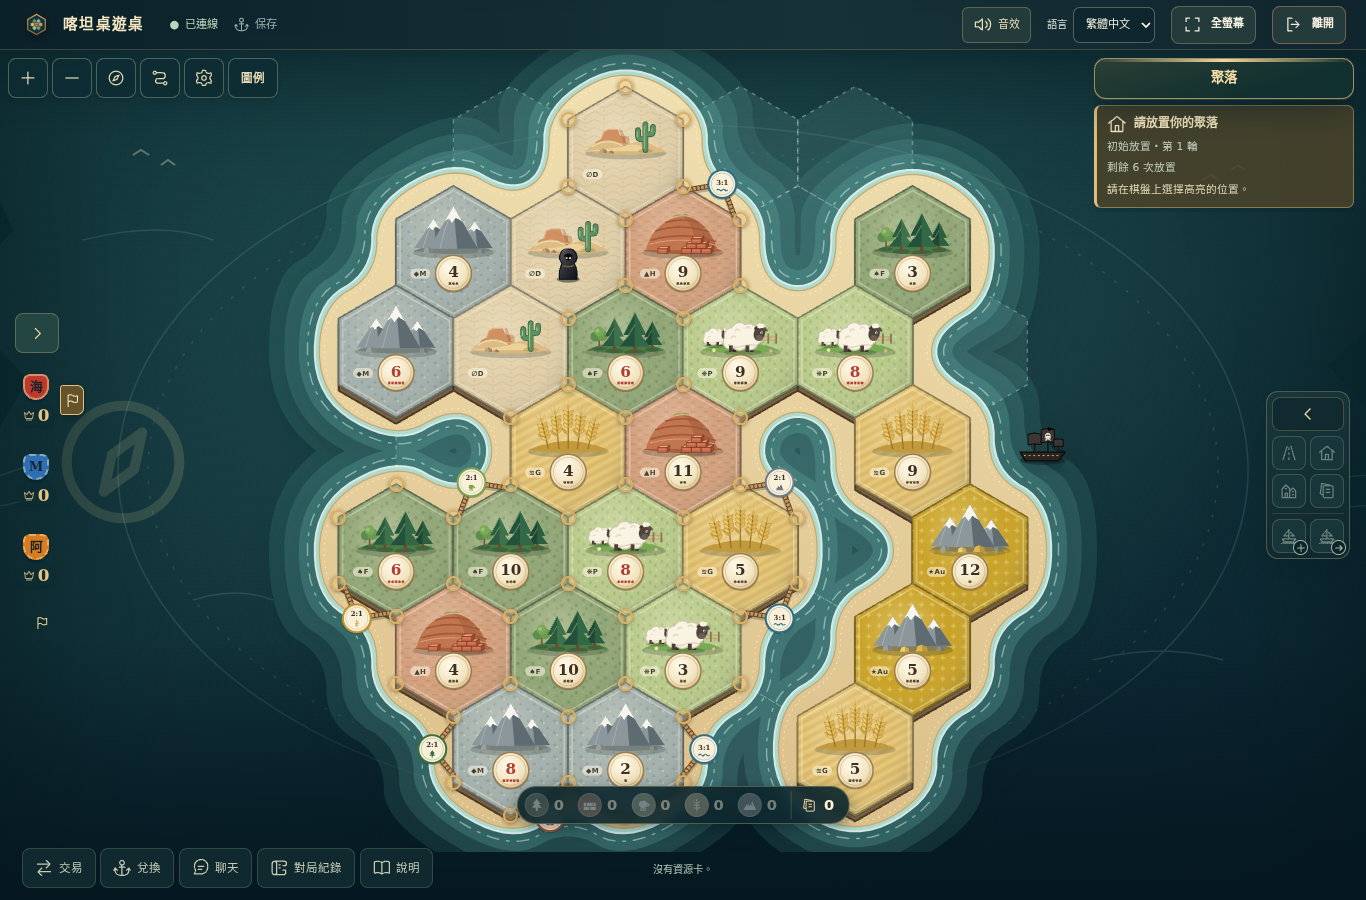 喀坦桌遊桌
已連線
保存
音效
語言
繁體中文
全螢幕
離開
圖例
聚落
請放置你的聚落
初始放置・第 1 輪
剩餘 6 次放置
請在棋盤上選擇高亮的位置。
∅D
3:1
◆M
4
∅D
▲H
9
♠F
3
◆M
6
∅D
♠F
6
❋P
9
❋P
8
海
0
M
0
阿
0
≋G
4
▲H
11
≋G
9
2:1
2:1
♠F
6
♠F
10
❋P
8
≋G
5
★Au
12
2:1
3:1
▲H
4
♠F
10
❋P
3
★Au
5
2:1
3:1
◆M
8
◆M
2
≋G
5
0
0
0
0
0
0
交易
兌換
聊天
對局紀錄
說明
沒有資源卡。